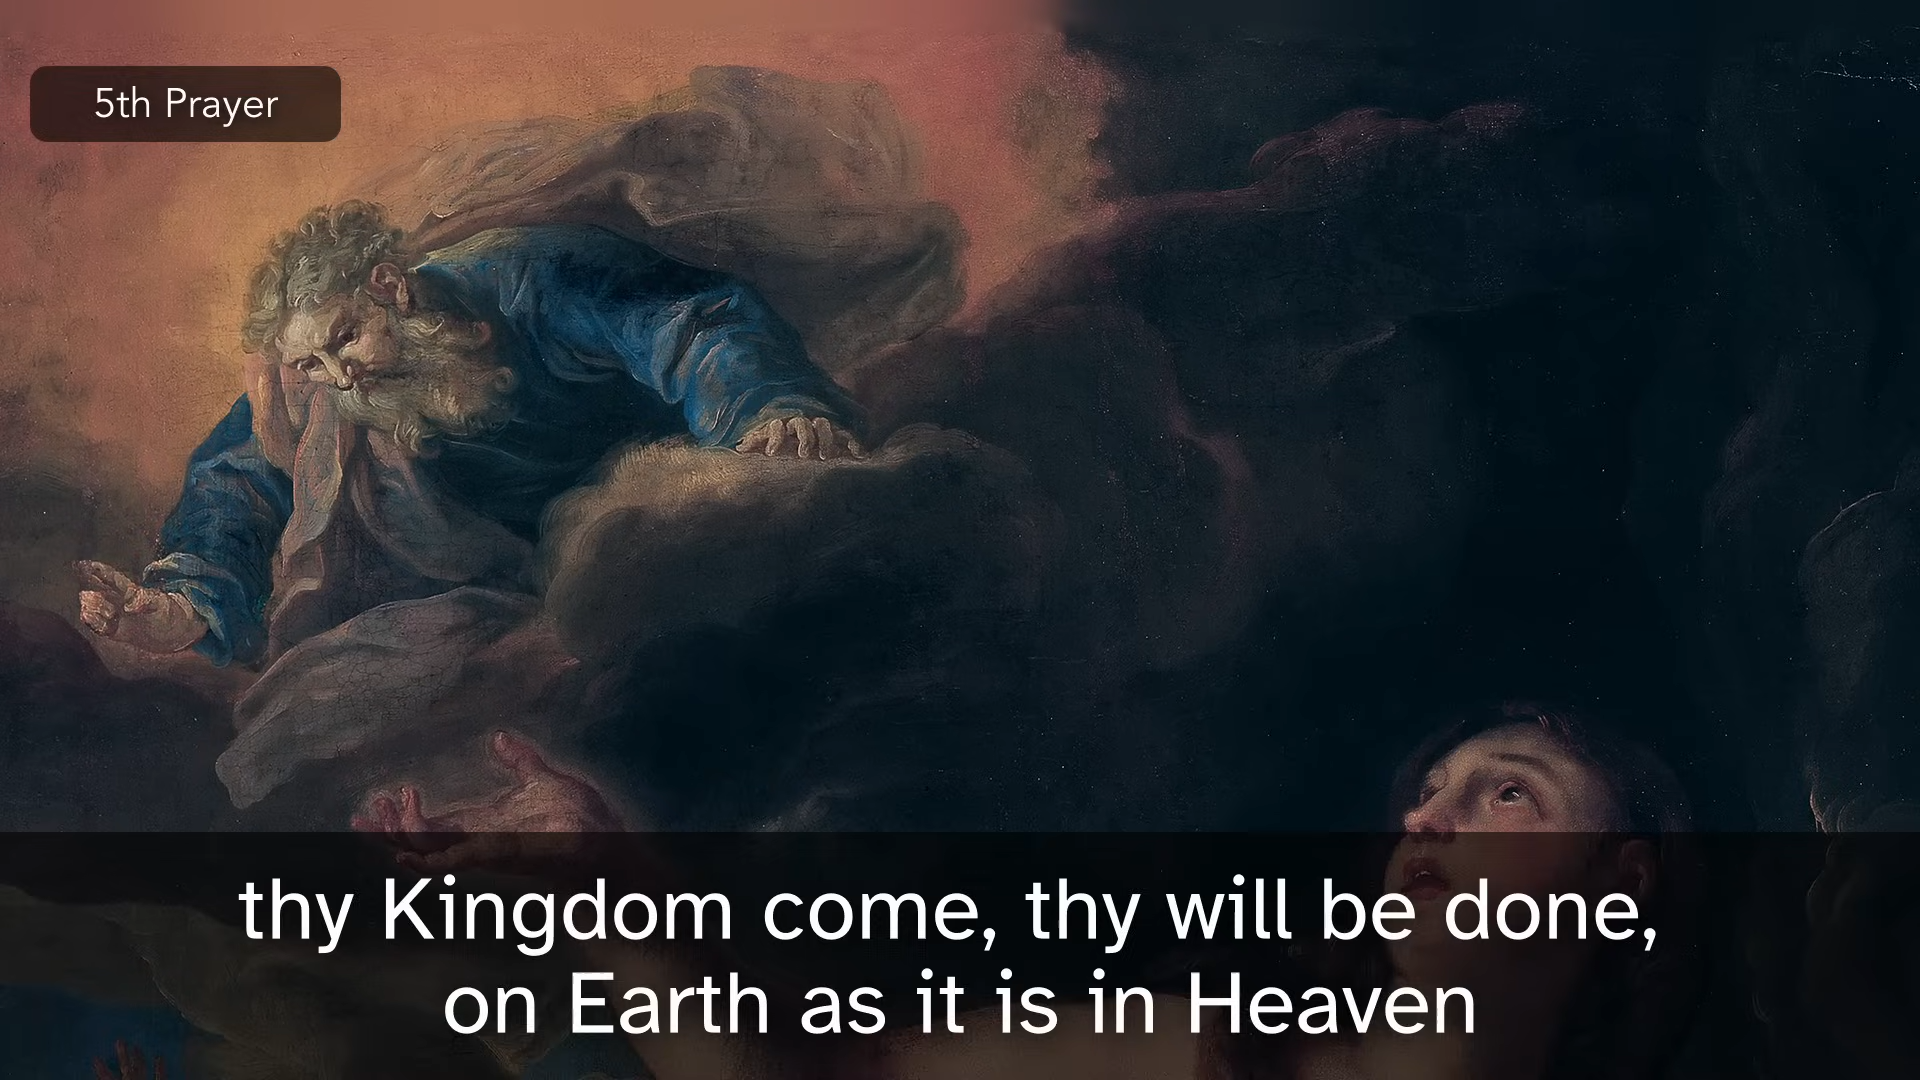 5th Prayer
thy Kingdom come, thy will be done,
on Earth as it is in Heaven